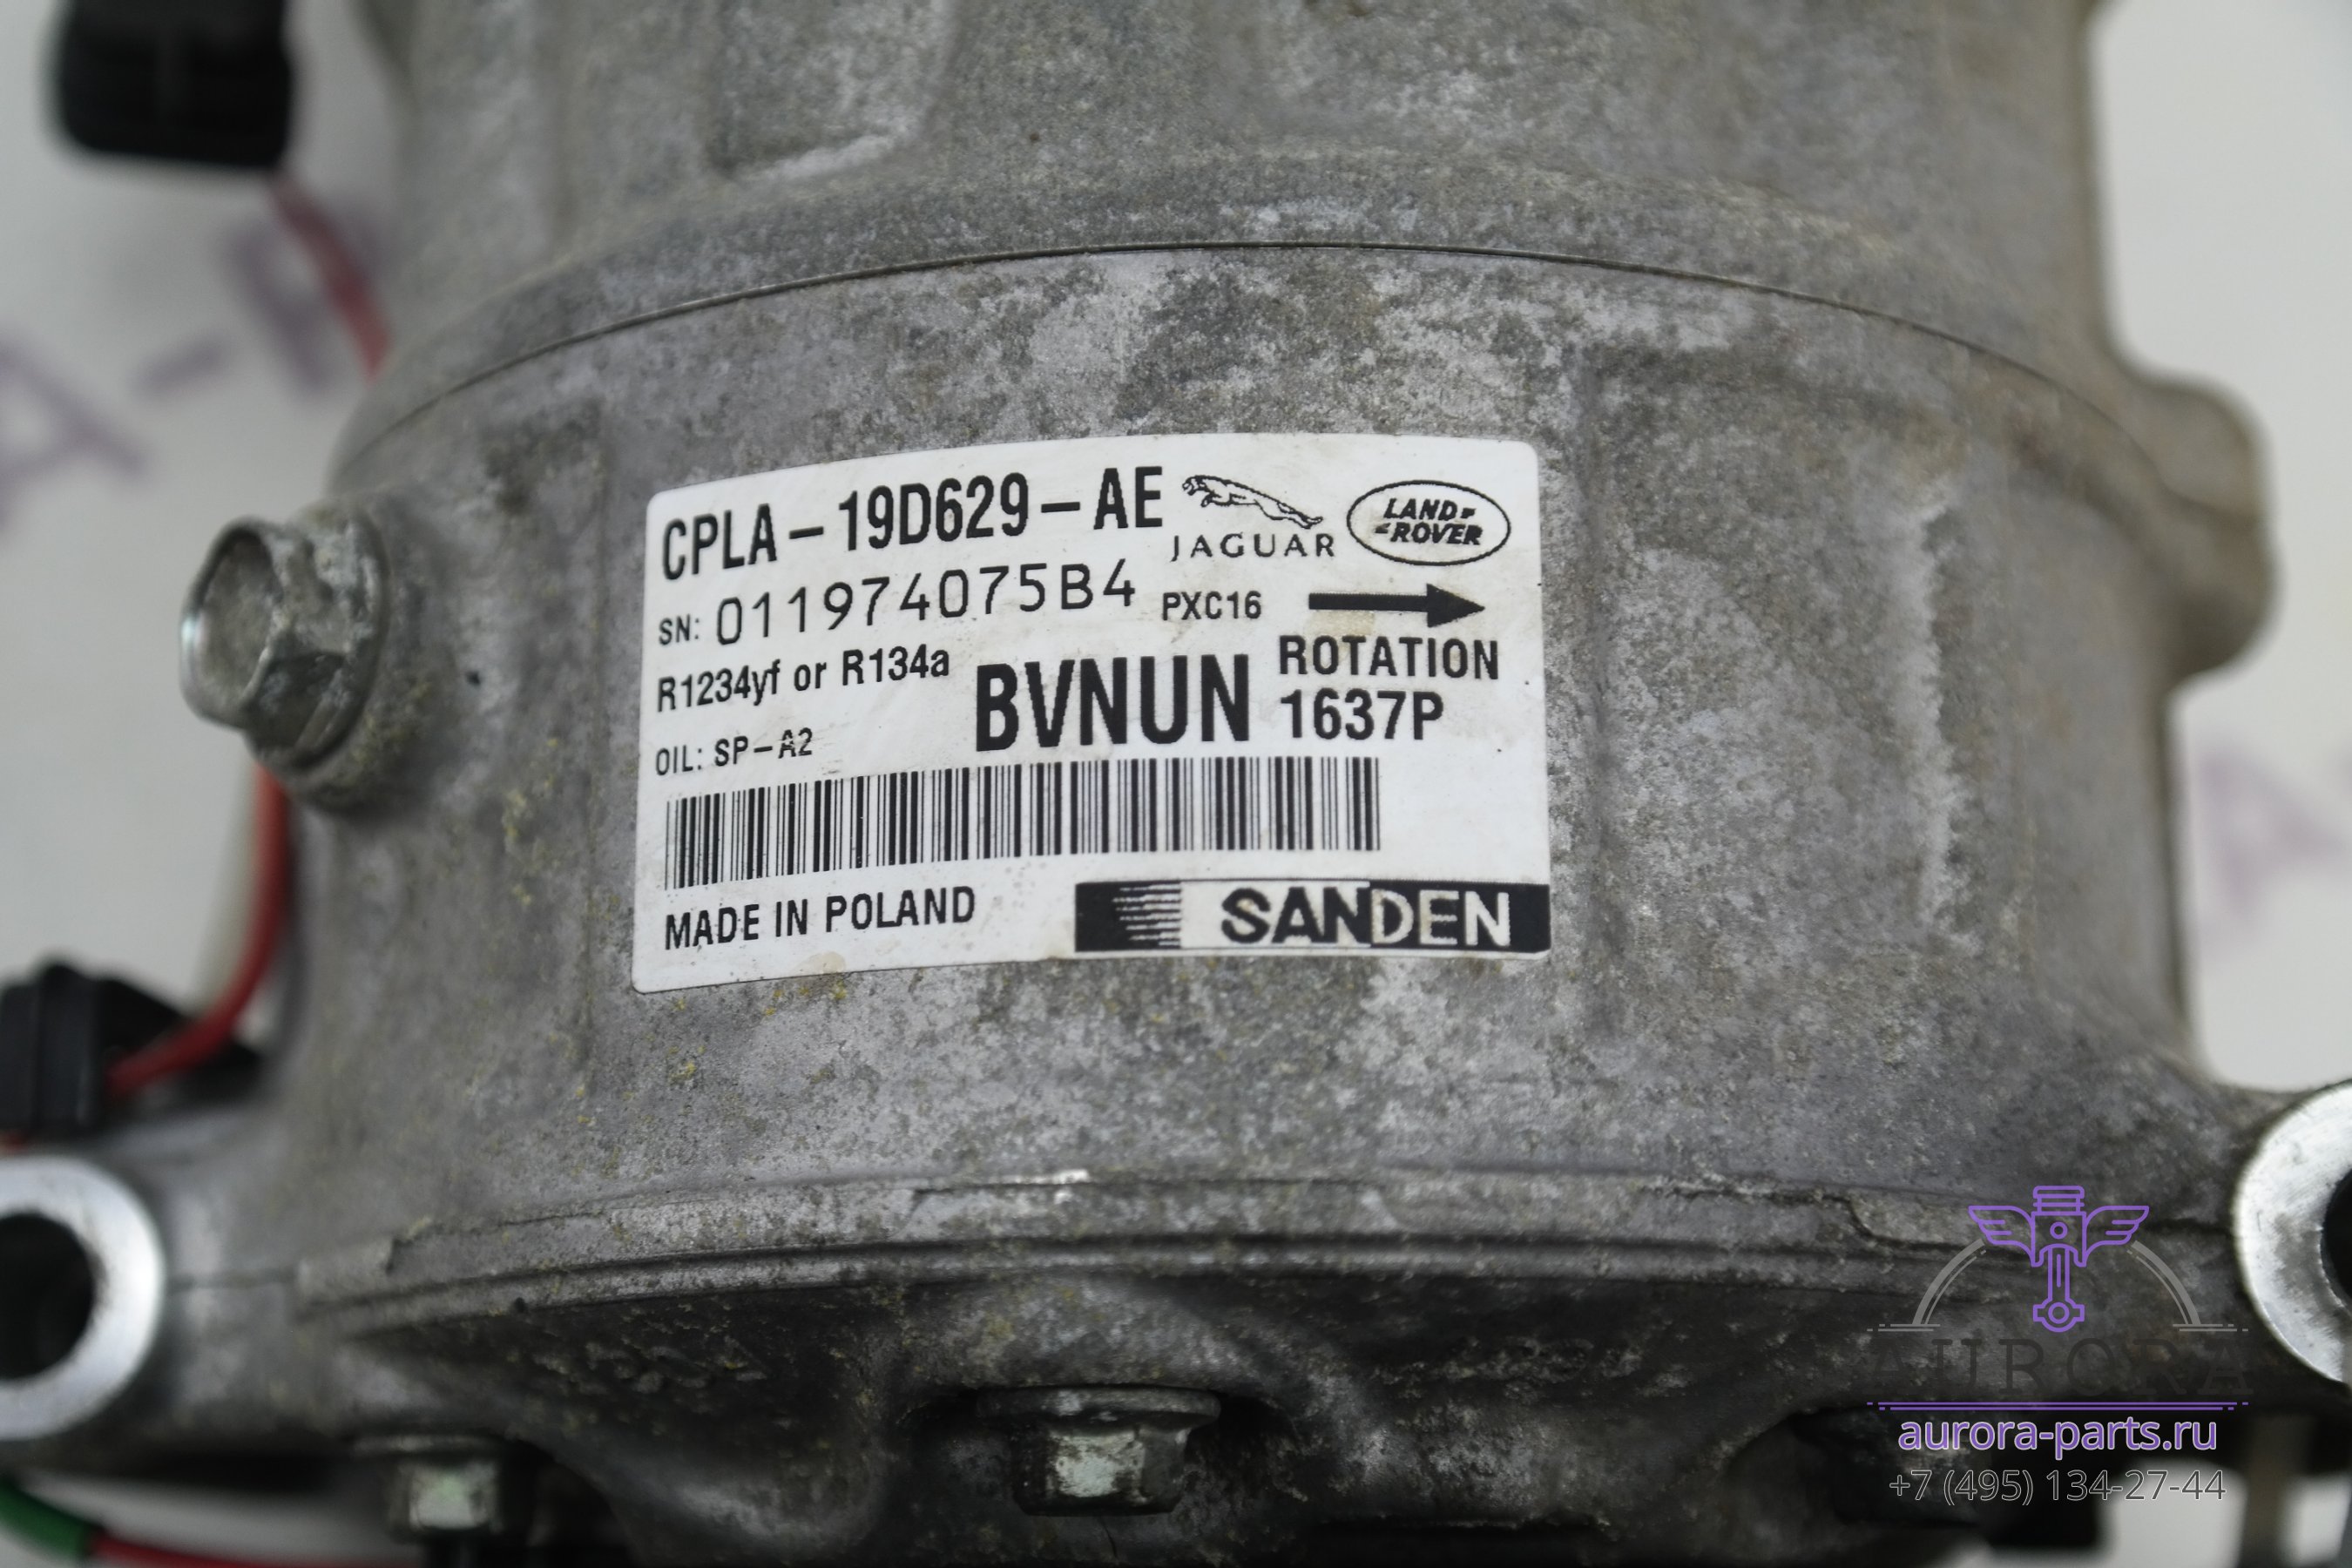 CPLA-19D629-AE
JAGUAR
LAND ROVER
SN: 011974075B4 PXC16
ROTATION
R1234yf or R134a
BVNUN 1637P
OIL: SP-A2
MADE IN POLAND
SANDEN
AURORA
aurora-parts.ru
+7 (495) 134-27-44